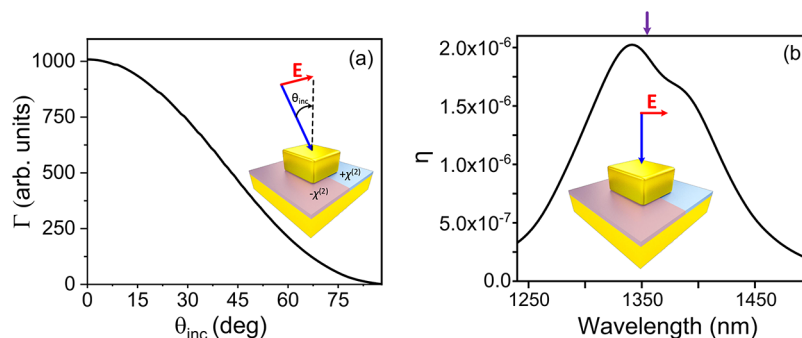 (a)
1000
750
500
250
0
Γ (arb. units)
0 15 30 45 60 75
θinc (deg)
E
θinc
+χ(2)
-χ(2)
(b)
2.0x10-6
1.5x10-6
1.0x10-6
5.0x10-7
0.0
η
1250 1350 1450
Wavelength (nm)
E